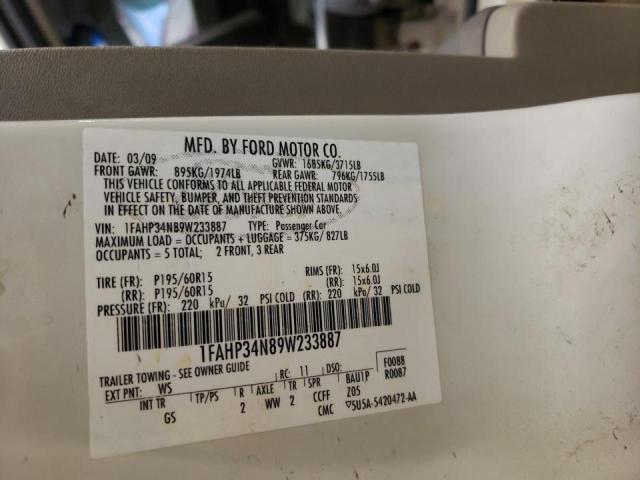 MFD. BY FORD MOTOR CO.
DATE: 03/09 GVWR: 1685KG/3715LB
FRONT GAWR: 895KG/1974LB REAR GAWR: 796KG/1755LB
THIS VEHICLE CONFORMS TO ALL APPLICABLE FEDERAL MOTOR
VEHICLE SAFETY, BUMPER, AND THEFT PREVENTION STANDARDS
IN EFFECT ON THE DATE OF MANUFACTURE SHOWN ABOVE.
VIN: 1FAHP34N89W233887 TYPE: Passenger Car
MAXIMUM LOAD = OCCUPANTS + LUGGAGE = 375KG/ 827LB
OCCUPANTS = 5 TOTAL; 2 FRONT, 3 REAR
TIRE (FR): P195/60R15 RIMS (FR): 15x6.0J
(RR): P195/60R15 (RR): 15x6.0J
PRESSURE (FR): 220 kPa/ 32 PSI COLD (RR): 220 kPa/ 32 PSI COLD
1FAHP34N89W233887
TRAILER TOWING - SEE OWNER GUIDE RC: 11 DSO: F0088
EXT PNT: WS R0087
INT TR TP/PS R AXLE TR SPR BAU1P
GS 2 WW 2 CCFF Z05
CMC 5U5A-5420472-AA